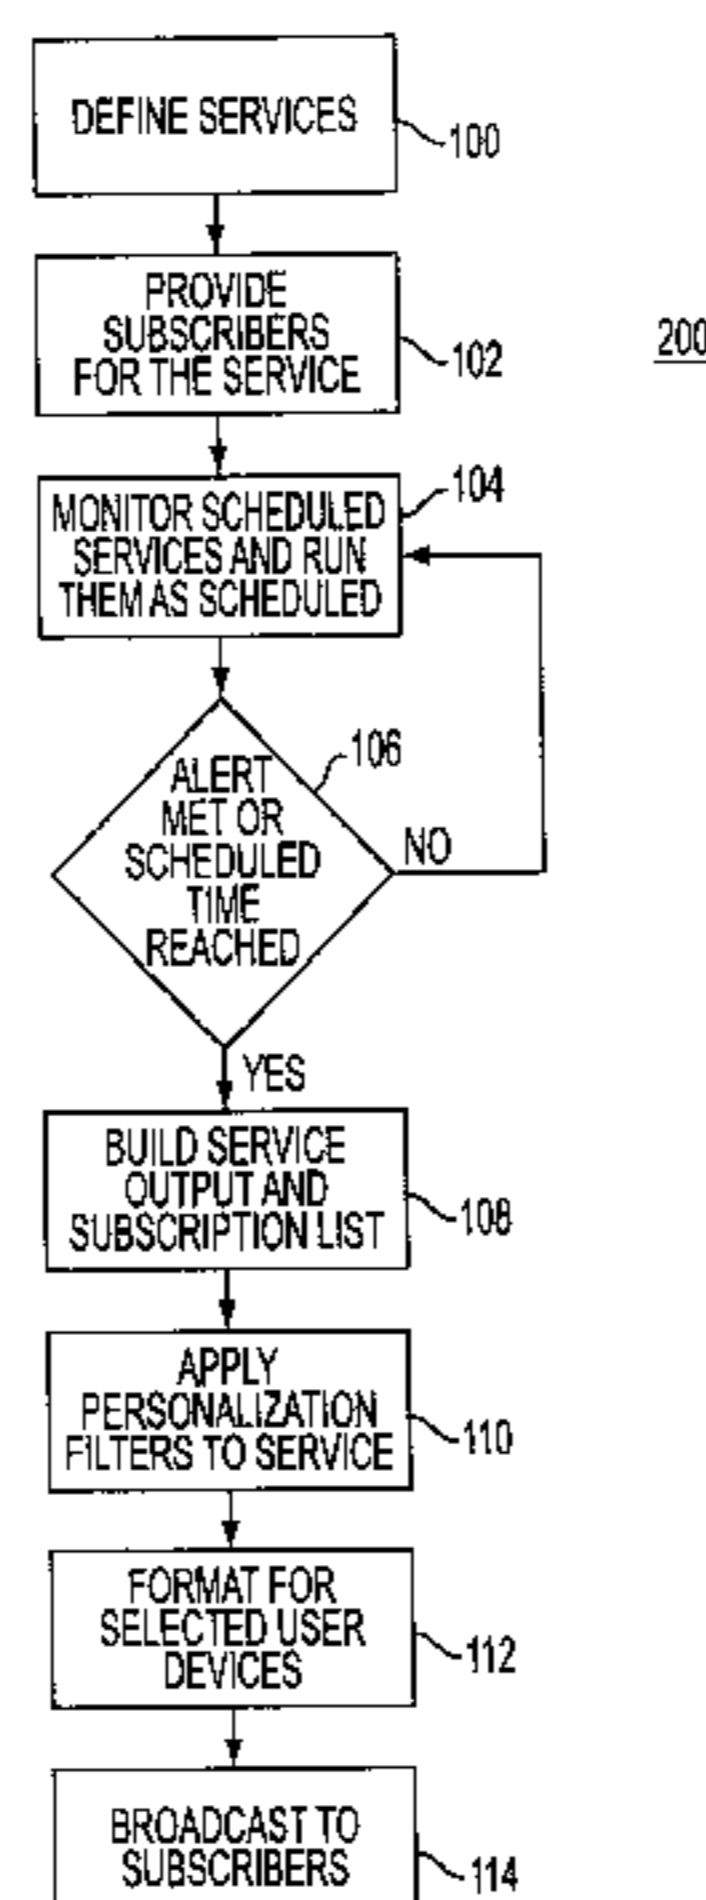 DEFINE SERVICES
100
PROVIDE
SUBSCRIBERS
FOR THE SERVICE
102
200
104
MONITOR SCHEDULED
SERVICES AND RUN
THEM AS SCHEDULED
106
ALERT
MET OR
SCHEDULED
TIME
REACHED
NO
YES
BUILD SERVICE
OUTPUT AND
SUBSCRIPTION LIST
108
APPLY
PERSONALIZATION
FILTERS TO SERVICE
110
FORMAT FOR
SELECTED USER
DEVICES
112
BROADCAST TO
SUBSCRIBERS
114